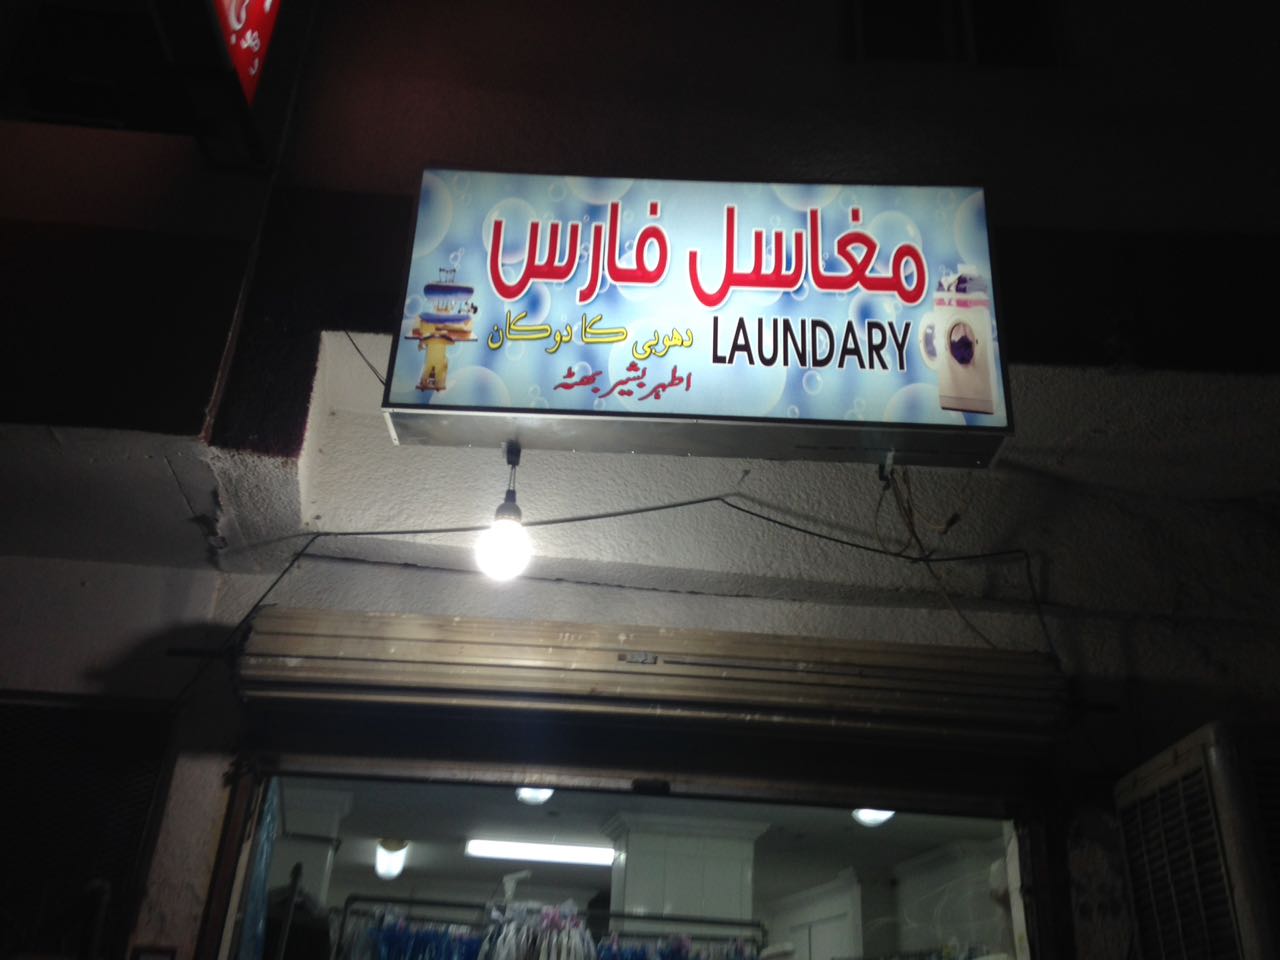 مغاسل فارس
LAUNDARY
دھوبی کا دوکان
اطہر بشیر بھٹہ